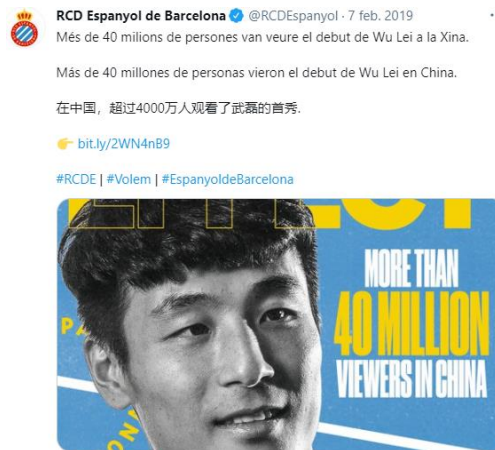 RCD Espanyol de Barcelona @RCDEspanyol · 7 feb. 2019
Més de 40 milions de persones van veure el debut de Wu Lei a la Xina.
Más de 40 millones de personas vieron el debut de Wu Lei en China.
在中国，超过4000万人观看了武磊的首秀.
👉 bit.ly/2WN4nB9
#RCDE | #Volem | #EspanyoldeBarcelona
MORE THAN
40 MILLION
VIEWERS IN CHINA